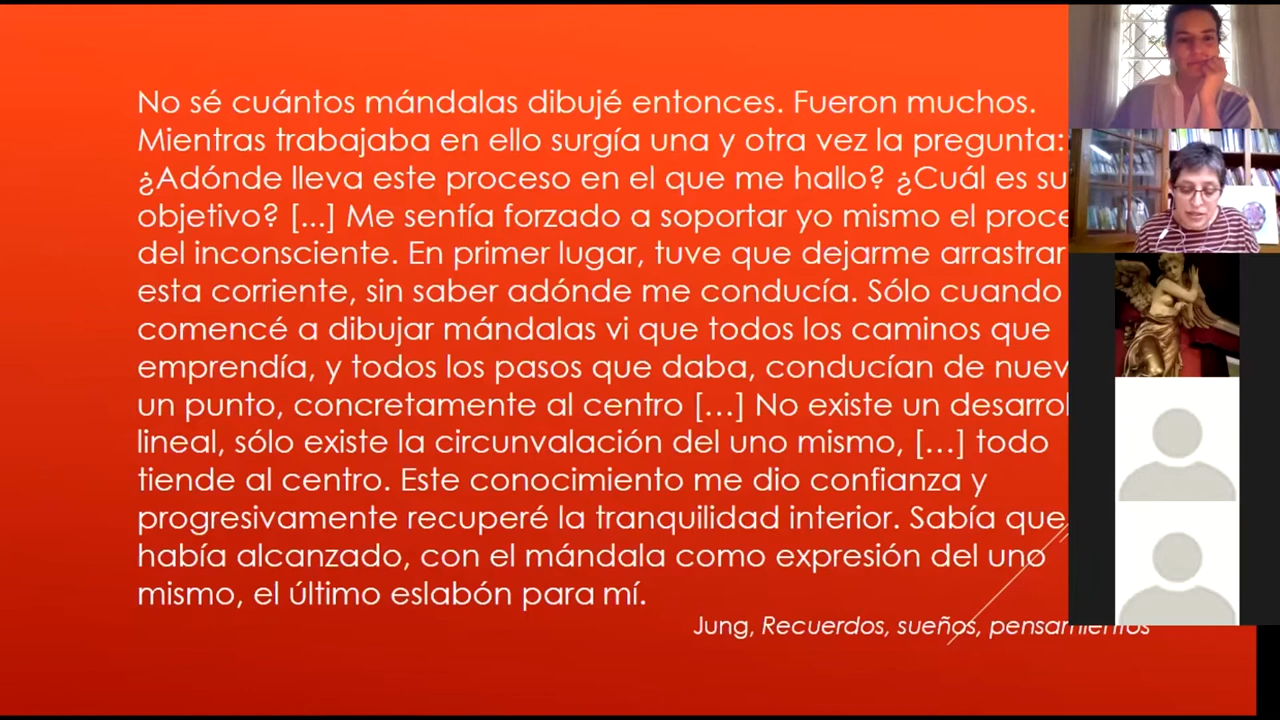 No sé cuántos mándalas dibujé entonces. Fueron muchos.
Mientras trabajaba en ello surgía una y otra vez la pregunta:
¿Adónde lleva este proceso en el que me hallo? ¿Cuál es su
objetivo? [...] Me sentía forzado a soportar yo mismo el
del inconsciente. En primer lugar, tuve que dejarme arrastrar
esta corriente, sin saber adónde me conducía. Sólo cuando
comencé a dibujar mándalas vi que todos los caminos que
emprendía, y todos los pasos que daba, conducían de
un punto, concretamente al centro [...] No existe un
lineal, sólo existe la circunvalación del uno mismo, [...] todo
tiende al centro. Este conocimiento me dio confianza y
progresivamente recuperé la tranquilidad interior. Sabía que
había alcanzado, con el mándala como expresión del uno
mismo, el último eslabón para mí.
Jung, Recuerdos, sueños, pensamientos